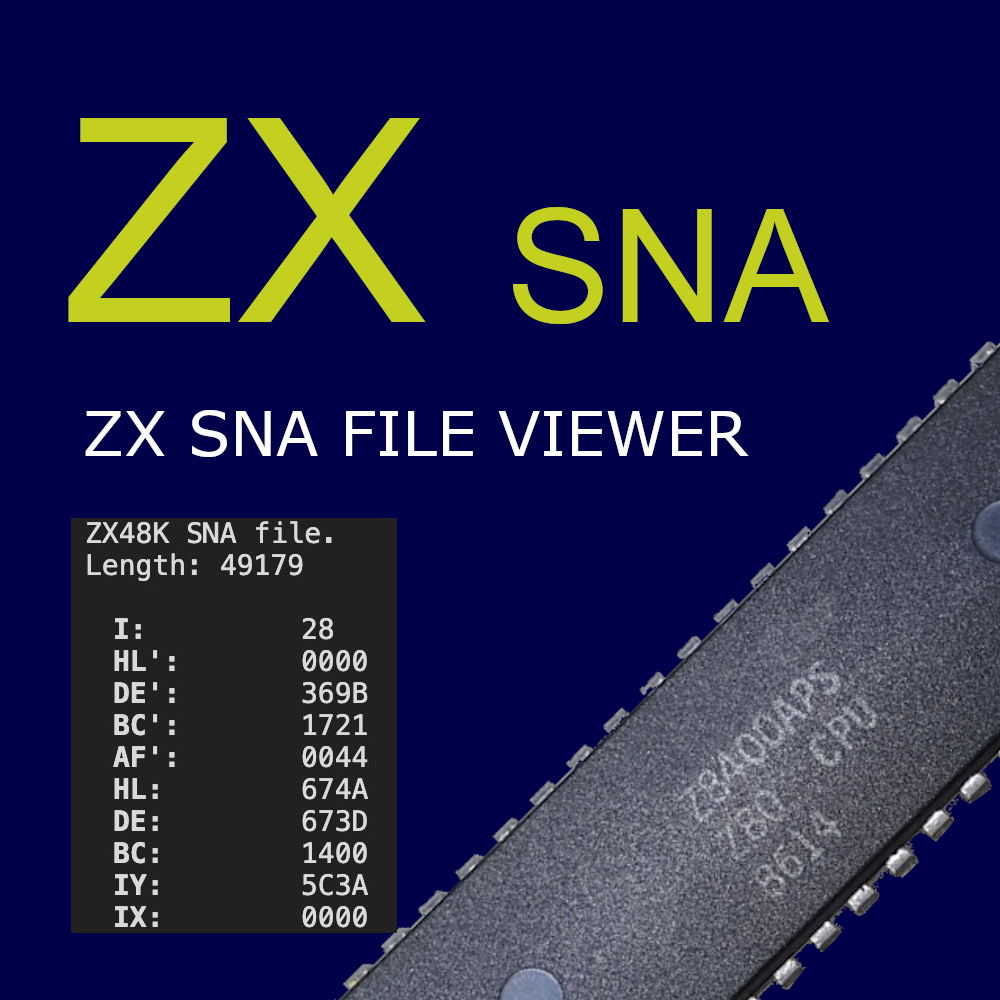 ZX SNA
ZX SNA FILE VIEWER
ZX48K SNA file.
Length: 49179
I: 28
HL': 0000
DE': 369B
BC': 1721
AF': 0044
HL: 674A
DE: 673D
BC: 1400
IY: 5C3A
IX: 0000
Z8400APS
Z80 CPU
8614